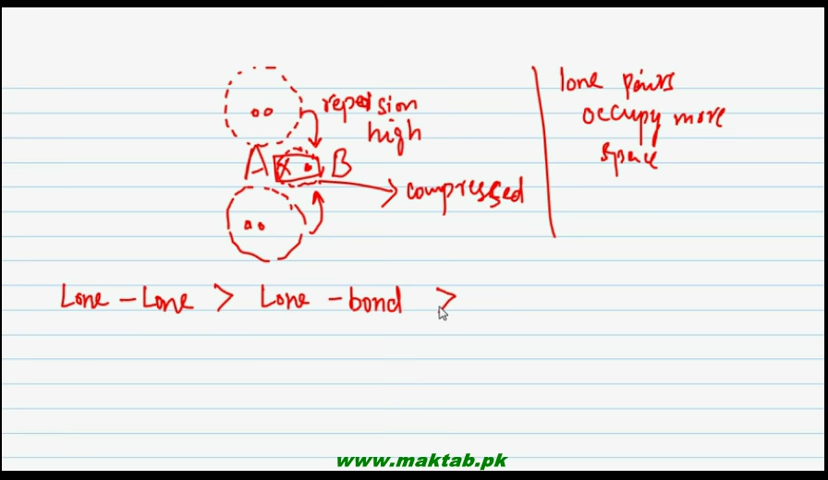 repulsion
high
A x B
compressed
lone pairs
occupy more
space
Lone - Lone > Lone - bond >
www.maktab.pk